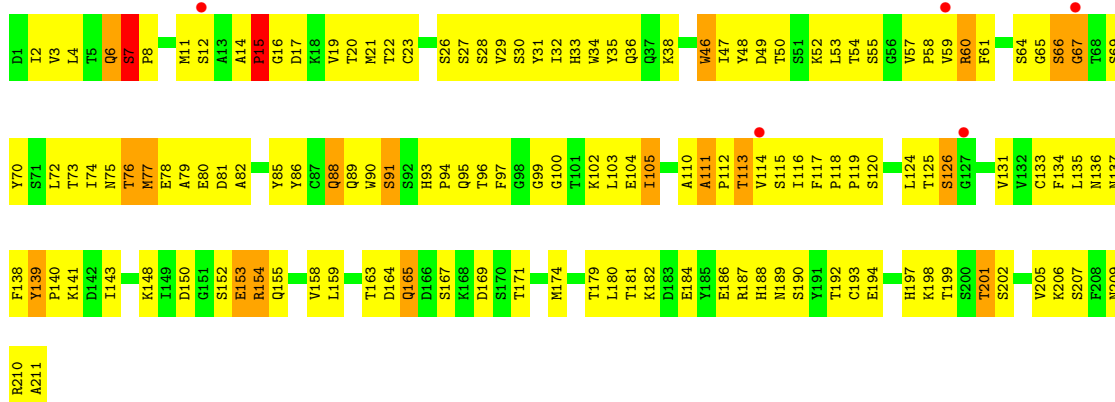 D1 I2 V3 L4 T5 Q6 S7 P8 M11 S12 A13 A14 P15 G16 D17 K18 V19 T20 M21 T22 C23 S26 S27 S28 V29 S30 Y31 I32 H33 W34 Y35 Q36 Q37 K38 W46 I47 Y48 D49 T50 S51 K52 L53 T54 S55 G56 V57 P58 V59 R60 F61 S64 G65 S66 G67 T68 S69
Y70 S71 L72 T73 I74 N75 T76 M77 E78 A79 E80 D81 A82 Y85 Y86 C87 Q88 Q89 W90 S91 S92 H93 P94 Q95 T96 F97 G98 G99 G100 T101 K102 L103 E104 I105 A110 A111 P112 T113 V114 S115 I116 F117 P118 P119 S120 L124 T125 S126 G127 V131 V132 C133 F134 L135 N136 N137
F138 Y139 P140 K141 D142 I143 K148 I149 D150 G151 S152 E153 R154 Q155 V158 L159 T163 D164 Q165 D166 S167 K168 D169 S170 T171 M174 T179 L180 T181 K182 D183 E184 Y185 E186 R187 H188 N189 S190 Y191 T192 C193 E194 H197 K198 T199 S200 T201 S202 V205 K206 S207 F208 N209
R210 A211